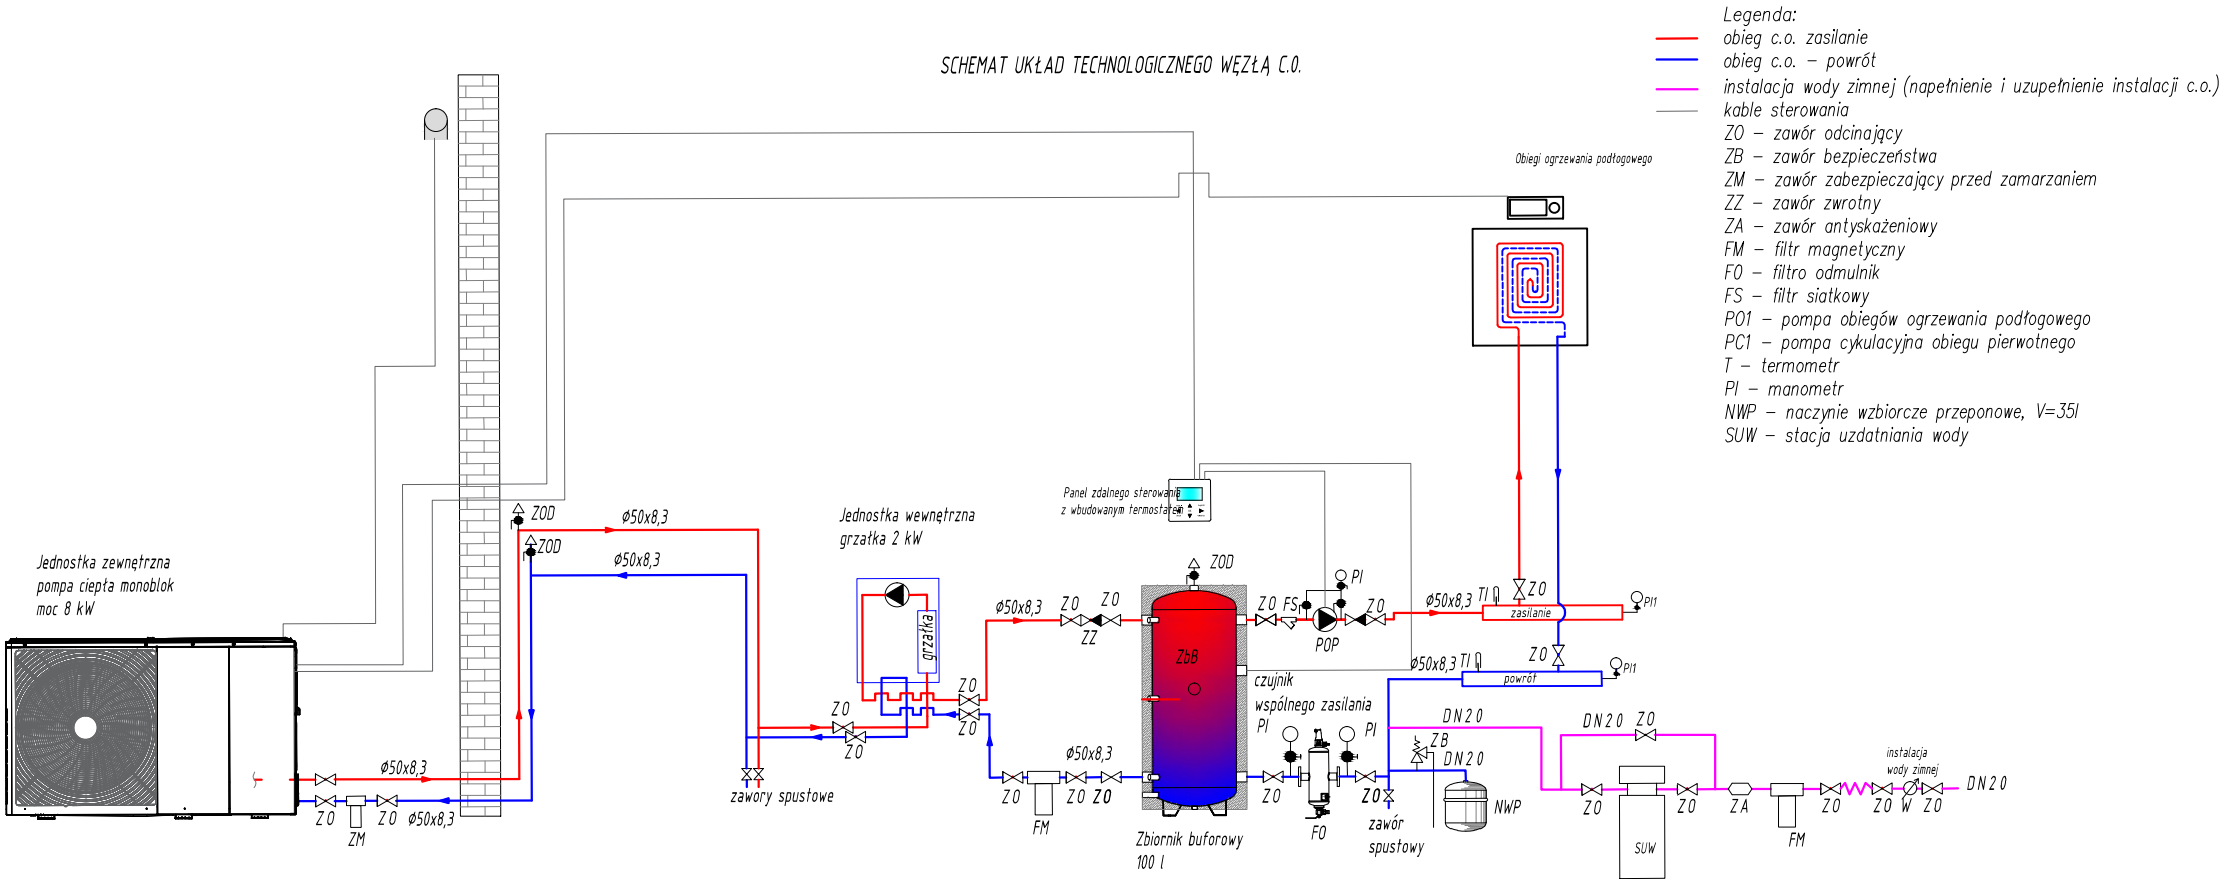 SCHEMAT UKŁAD TECHNOLOGICZNEGO WĘZŁĄ C.O.
Legenda:
obieg c.o. zasilanie
obieg c.o. – powrót
instalacja wody zimnej (napełnienie i uzupełnienie instalacji c.o.)
kable sterowania
ZO – zawór odcinający
ZB – zawór bezpieczeństwa
ZM – zawór zabezpieczający przed zamarzaniem
ZZ – zawór zwrotny
ZA – zawór antyskażeniowy
FM – filtr magnetyczny
FO – filtro odmulnik
FS – filtr siatkowy
PO1 – pompa obiegów ogrzewania podłogowego
PC1 – pompa cykulacyjna obiegu pierwotnego
T – termometr
PI – manometr
NWP – naczynie wzbiorcze przeponowe, V=35l
SUW – stacja uzdatniania wody
Obiegi ogrzewania podłogowego
Panel zdalnego sterowania
z wbudowanym termostatem
Jednostka zewnętrzna
pompa ciepła monoblok
moc 8 kW
ZOD
ZOD
Ø50x8,3
Ø50x8,3
Jednostka wewnętrzna
grzałka 2 kW
grzałka
ZO
ZO
ZO
ZO
zawory spustowe
Ø50x8,3
ZO
ZM
ZO
Ø50x8,3
Ø50x8,3
ZO
ZO
ZZ
Ø50x8,3
ZO
FM
ZO
ZO
ZOD
ZbB
Zbiornik buforowy
100 l
ZO
FS
POP
PI
ZO
Ø50x8,3
TI
ZO
zasilanie
PI1
Ø50x8,3
TI
ZO
powrót
PI1
czujnik
wspólnego zasilania
PI
PI
ZO
FO
ZO
zawór
spustowy
ZB
DN20
DN20
NWP
DN20
ZO
ZO
SUW
ZO
ZA
FM
ZO
ZO
W
ZO
instalacja
wody zimnej
DN20